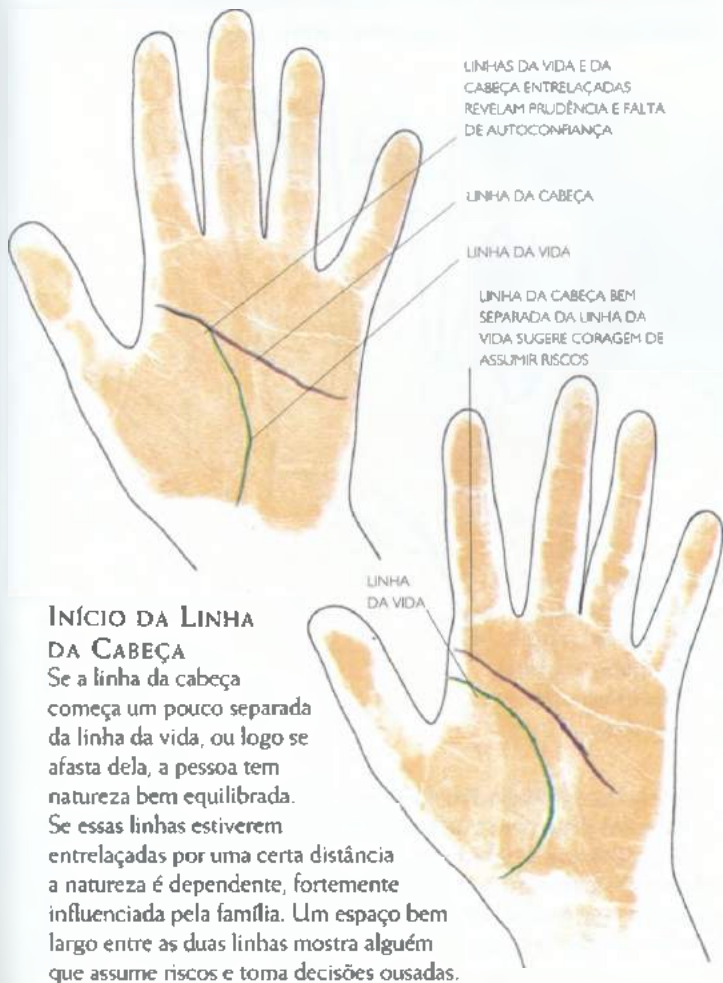 LINHAS DA VIDA E DA
CABEÇA ENTRELAÇADAS
REVELAM PRUDÊNCIA E FALTA
DE AUTOCONFIANÇA
LINHA DA CABEÇA
LINHA DA VIDA
LINHA DA CABEÇA BEM
SEPARADA DA LINHA DA
VIDA SUGERE CORAGEM DE
ASSUMIR RISCOS
LINHA
DA VIDA
INÍCIO DA LINHA
DA CABEÇA
Se a linha da cabeça
começa um pouco separada
da linha da vida, ou logo se
afasta dela, a pessoa tem
natureza bem equilibrada.
Se essas linhas estiverem
entrelaçadas por uma certa distância
a natureza é dependente, fortemente
influenciada pela família. Um espaço bem
largo entre as duas linhas mostra alguém
que assume riscos e toma decisões ousadas.